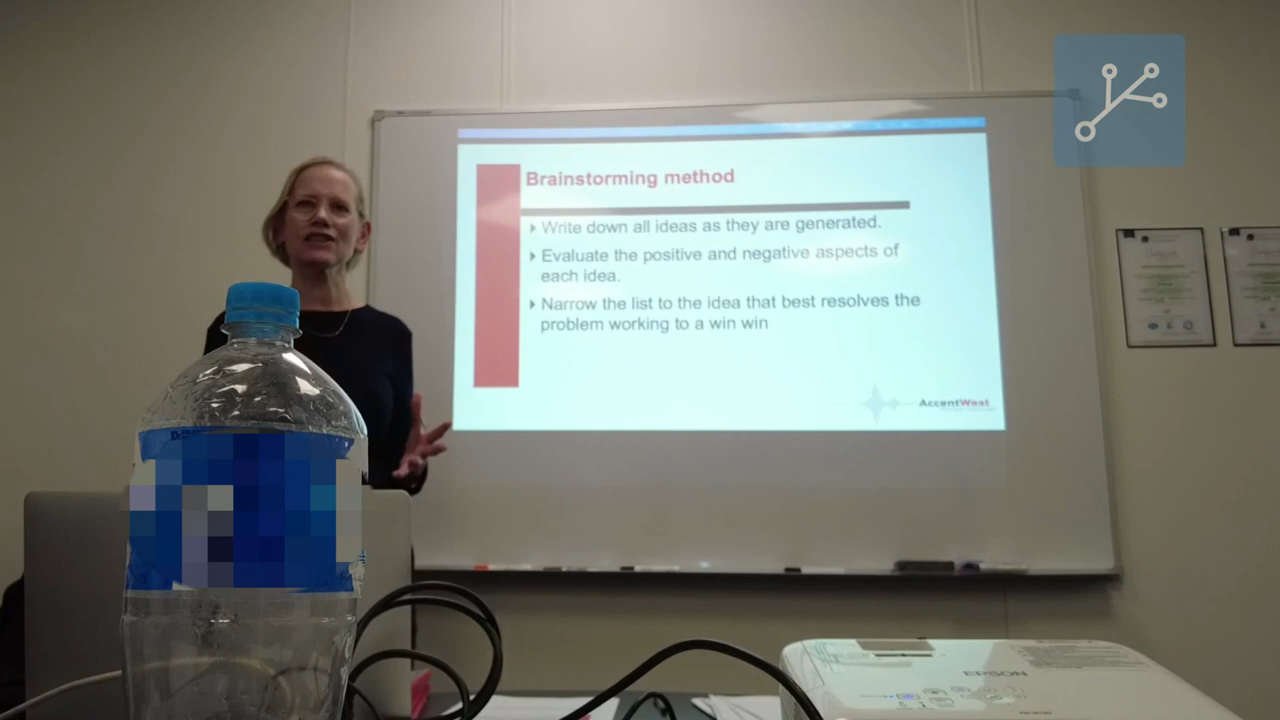 Brainstorming method
Write down all ideas as they are generated.
Evaluate the positive and negative aspects of
each idea.
Narrow the list to the idea that best resolves the
problem working to a win win
AccentWest
EPSON